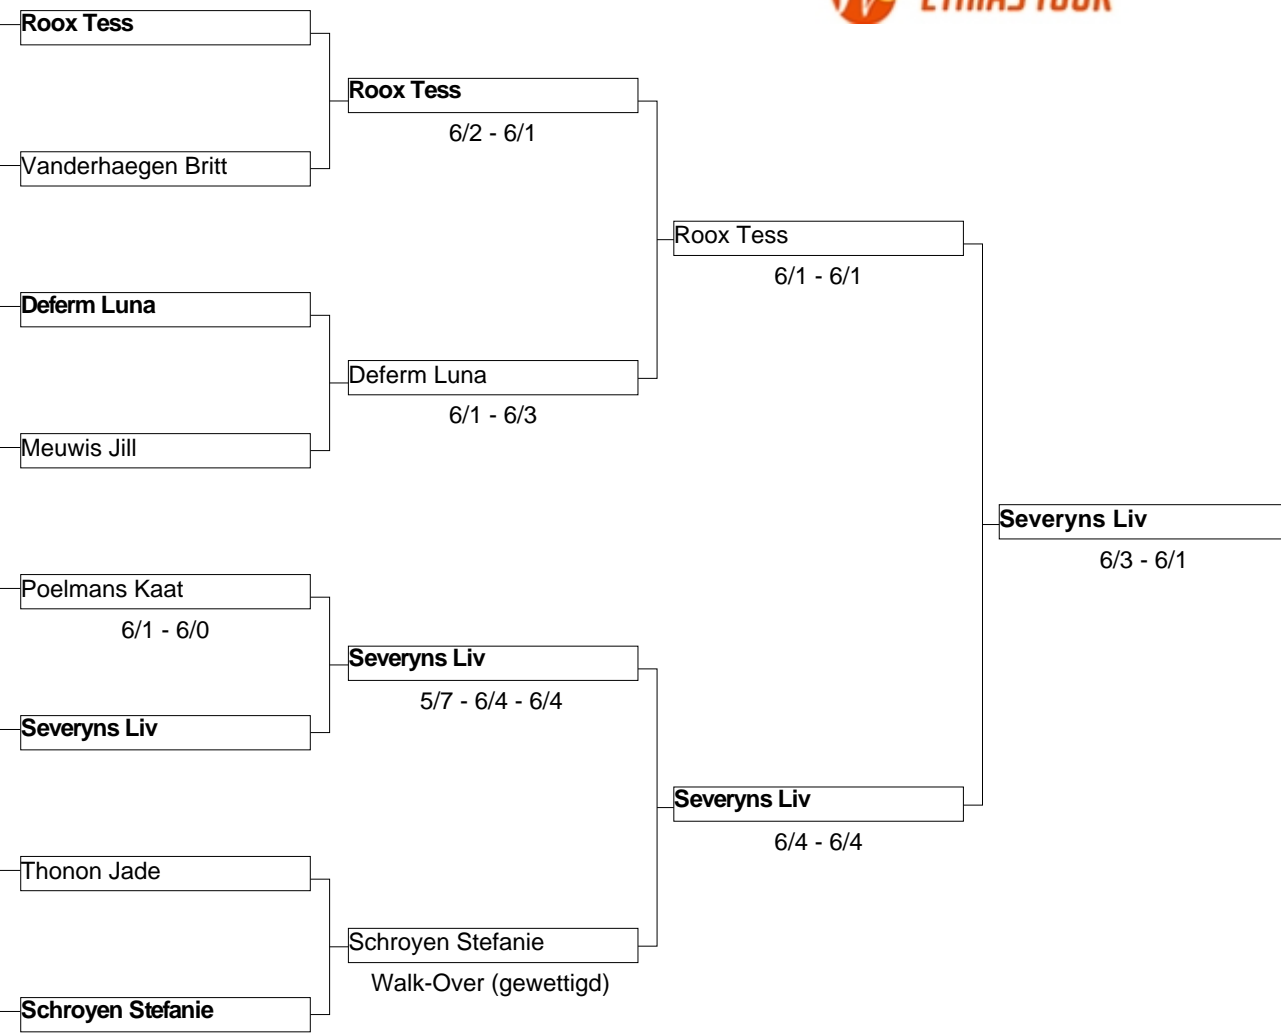 Roox Tess
Roox Tess
6/2 - 6/1
Vanderhaegen Britt
Roox Tess
6/1 - 6/1
Deferm Luna
Deferm Luna
6/1 - 6/3
Meuwis Jill
Severyns Liv
6/3 - 6/1
Poelmans Kaat
6/1 - 6/0
Severyns Liv
5/7 - 6/4 - 6/4
Severyns Liv
Severyns Liv
6/4 - 6/4
Thonon Jade
Schroyen Stefanie
Walk-Over (gewettigd)
Schroyen Stefanie